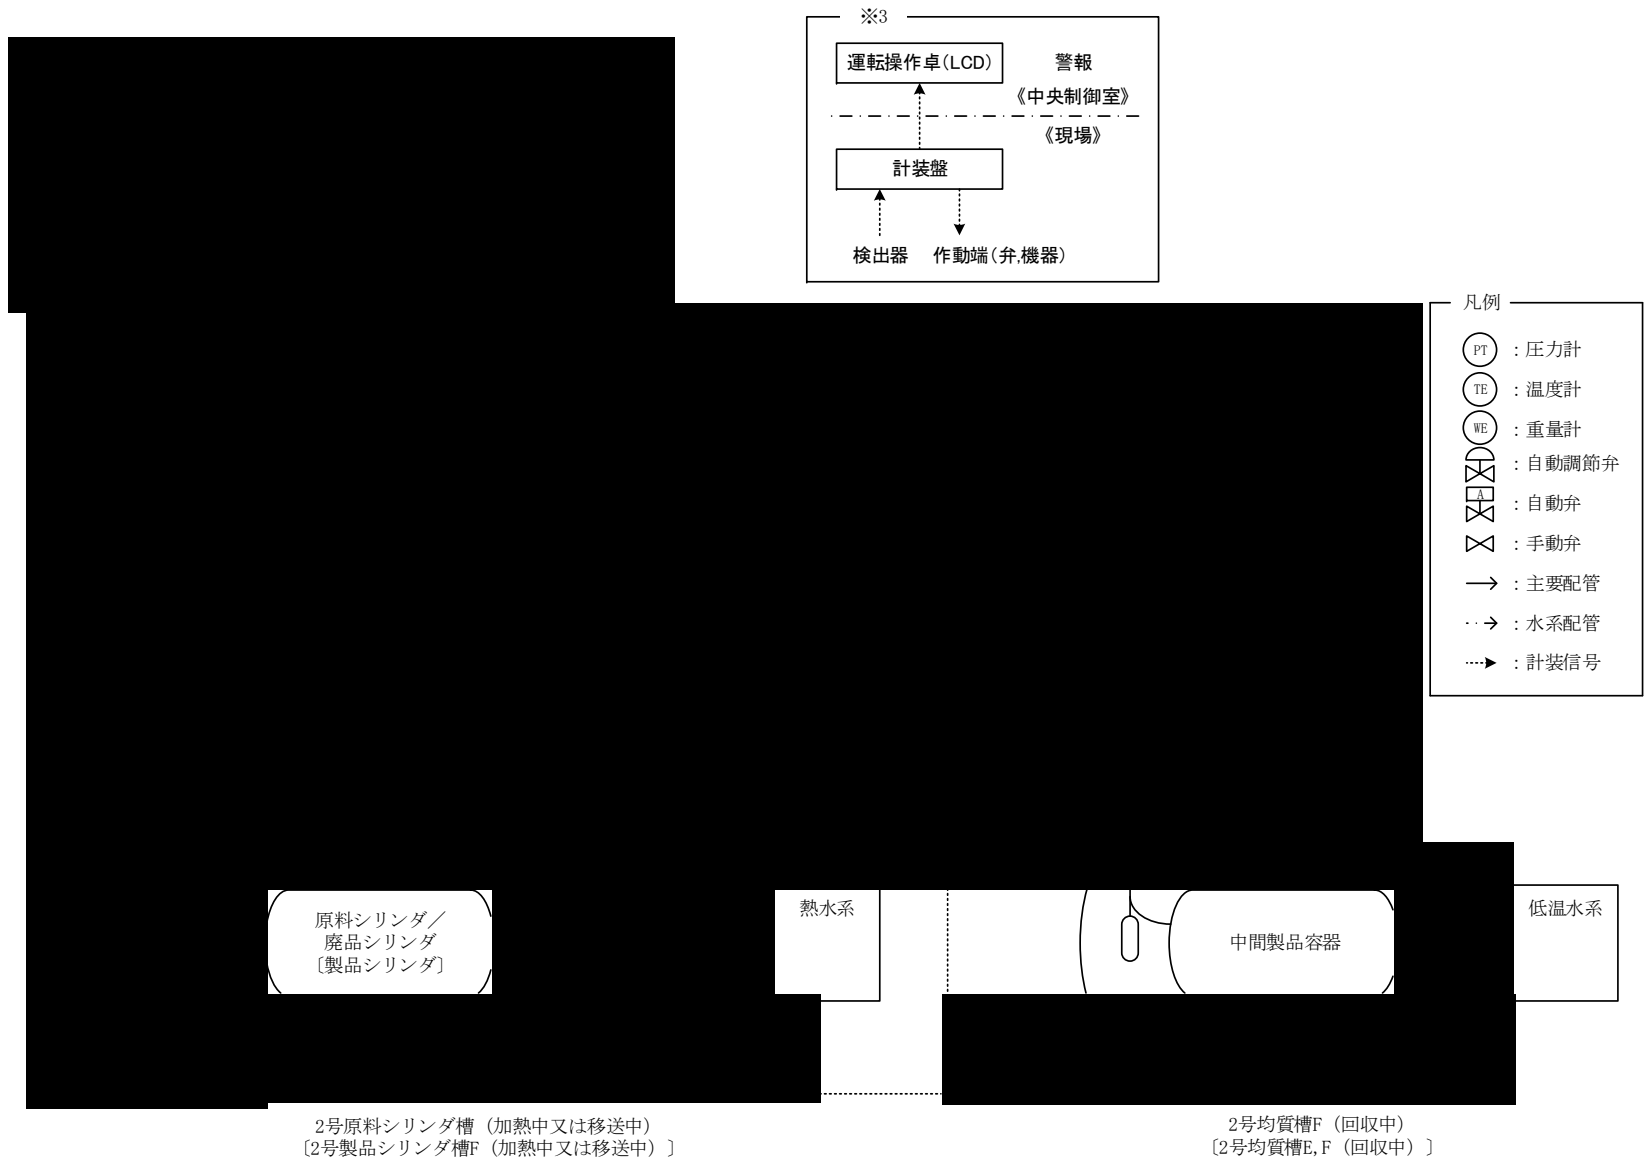 ※3
運転操作卓(LCD)
警報
《中央制御室》
《現場》
計装盤
検出器
作動端(弁,機器)
凡例
PT
：圧力計
TE
：温度計
WE
：重量計
：自動調節弁
A
：自動弁
：手動弁
：主要配管
：水系配管
：計装信号
原料シリンダ／
廃品シリンダ
〔製品シリンダ〕
熱水系
中間製品容器
低温水系
2号原料シリンダ槽（加熱中又は移送中）
〔2号製品シリンダ槽F（加熱中又は移送中）〕
2号均質槽F（回収中）
〔2号均質槽E,F（回収中）〕